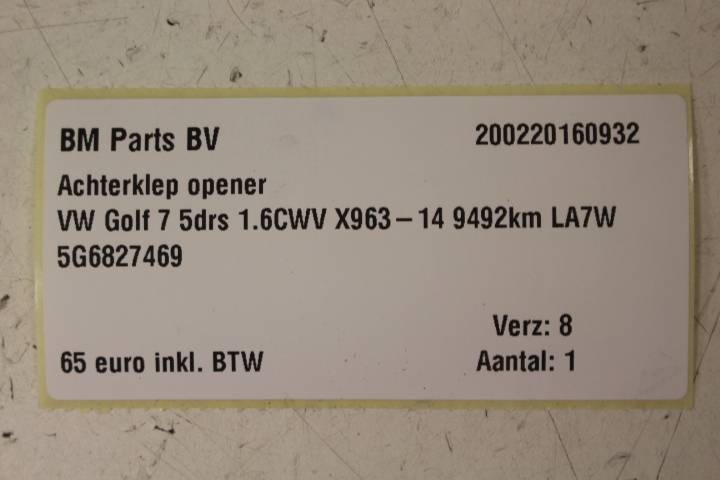 BM Parts BV 200220160932
Achterklep opener
VW Golf 7 5drs 1.6CWV X963-14 9492km LA7W
5G6827469
Verz: 8
65 euro inkl. BTW Aantal: 1